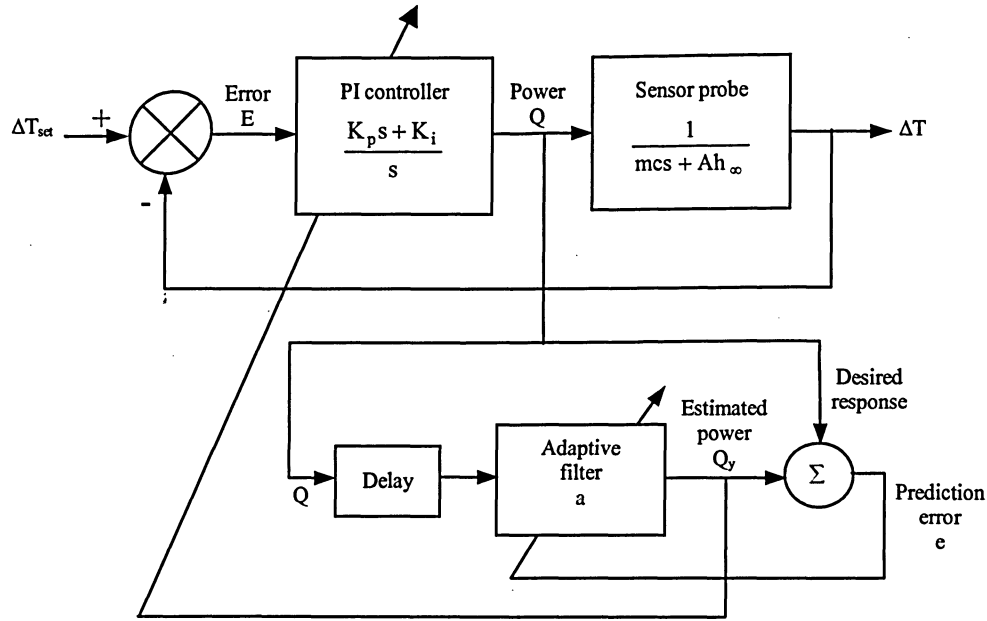 ΔT_set
+
-
Error
E
PI controller
K_p s + K_i
s
Power
Q
Sensor probe
1
mcs + Ah_∞
ΔT
Desired
response
Q
Delay
Adaptive
filter
a
Estimated
power
Q_y
Σ
Prediction
error
e